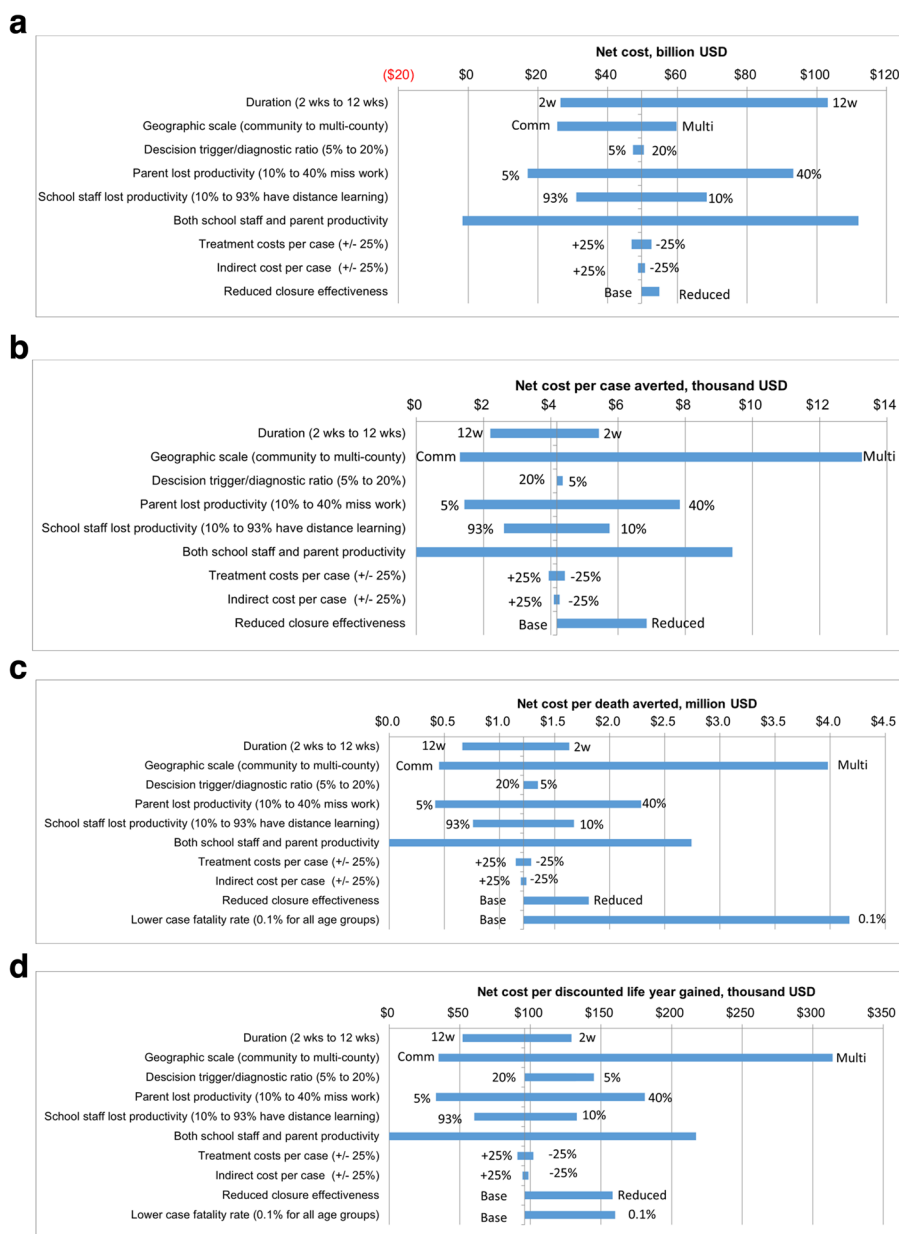 a
Net cost, billion USD
($20) $0 $20 $40 $60 $80 $100 $120
Duration (2 wks to 12 wks) 2w 12w
Geographic scale (community to multi-county) Comm Multi
Descision trigger/diagnostic ratio (5% to 20%) 5% 20%
Parent lost productivity (10% to 40% miss work) 5% 40%
School staff lost productivity (10% to 93% have distance learning) 93% 10%
Both school staff and parent productivity
Treatment costs per case (+/- 25%) +25% -25%
Indirect cost per case (+/- 25%) +25% -25%
Reduced closure effectiveness Base Reduced
b
Net cost per case averted, thousand USD
$0 $2 $4 $6 $8 $10 $12 $14
Duration (2 wks to 12 wks) 12w 2w
Geographic scale (community to multi-county) Comm Multi
Descision trigger/diagnostic ratio (5% to 20%) 20% 5%
Parent lost productivity (10% to 40% miss work) 5% 40%
School staff lost productivity (10% to 93% have distance learning) 93% 10%
Both school staff and parent productivity
Treatment costs per case (+/- 25%) +25% -25%
Indirect cost per case (+/- 25%) +25% -25%
Reduced closure effectiveness Base Reduced
c
Net cost per death averted, million USD
$0.0 $0.5 $1.0 $1.5 $2.0 $2.5 $3.0 $3.5 $4.0 $4.5
Duration (2 wks to 12 wks) 12w 2w
Geographic scale (community to multi-county) Comm Multi
Descision trigger/diagnostic ratio (5% to 20%) 20% 5%
Parent lost productivity (10% to 40% miss work) 5% 40%
School staff lost productivity (10% to 93% have distance learning) 93% 10%
Both school staff and parent productivity
Treatment costs per case (+/- 25%) +25% -25%
Indirect cost per case (+/- 25%) +25% -25%
Reduced closure effectiveness Base Reduced
Lower case fatality rate (0.1% for all age groups) Base 0.1%
d
Net cost per discounted life year gained, thousand USD
$0 $50 $100 $150 $200 $250 $300 $350
Duration (2 wks to 12 wks) 12w 2w
Geographic scale (community to multi-county) Comm Multi
Descision trigger/diagnostic ratio (5% to 20%) 20% 5%
Parent lost productivity (10% to 40% miss work) 5% 40%
School staff lost productivity (10% to 93% have distance learning) 93% 10%
Both school staff and parent productivity
Treatment costs per case (+/- 25%) +25% -25%
Indirect cost per case (+/- 25%) +25% -25%
Reduced closure effectiveness Base Reduced
Lower case fatality rate (0.1% for all age groups) Base 0.1%